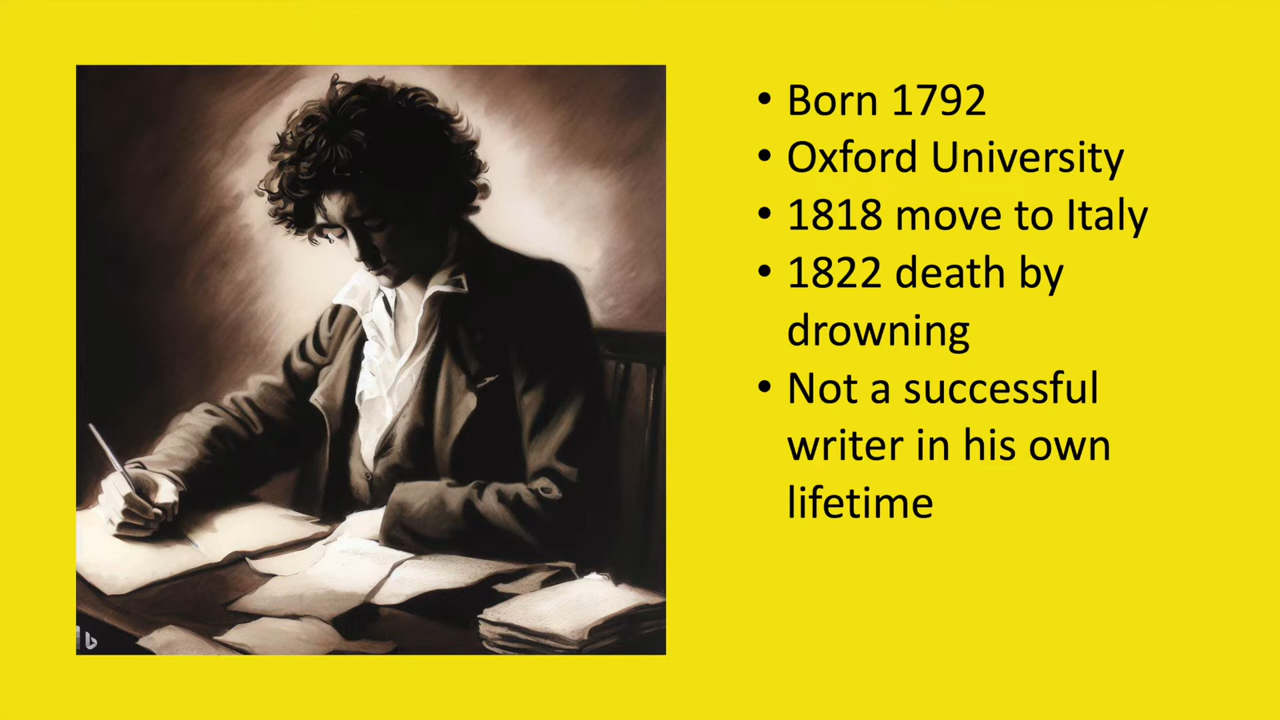 • Born 1792
• Oxford University
• 1818 move to Italy
• 1822 death by
drowning
• Not a successful
writer in his own
lifetime